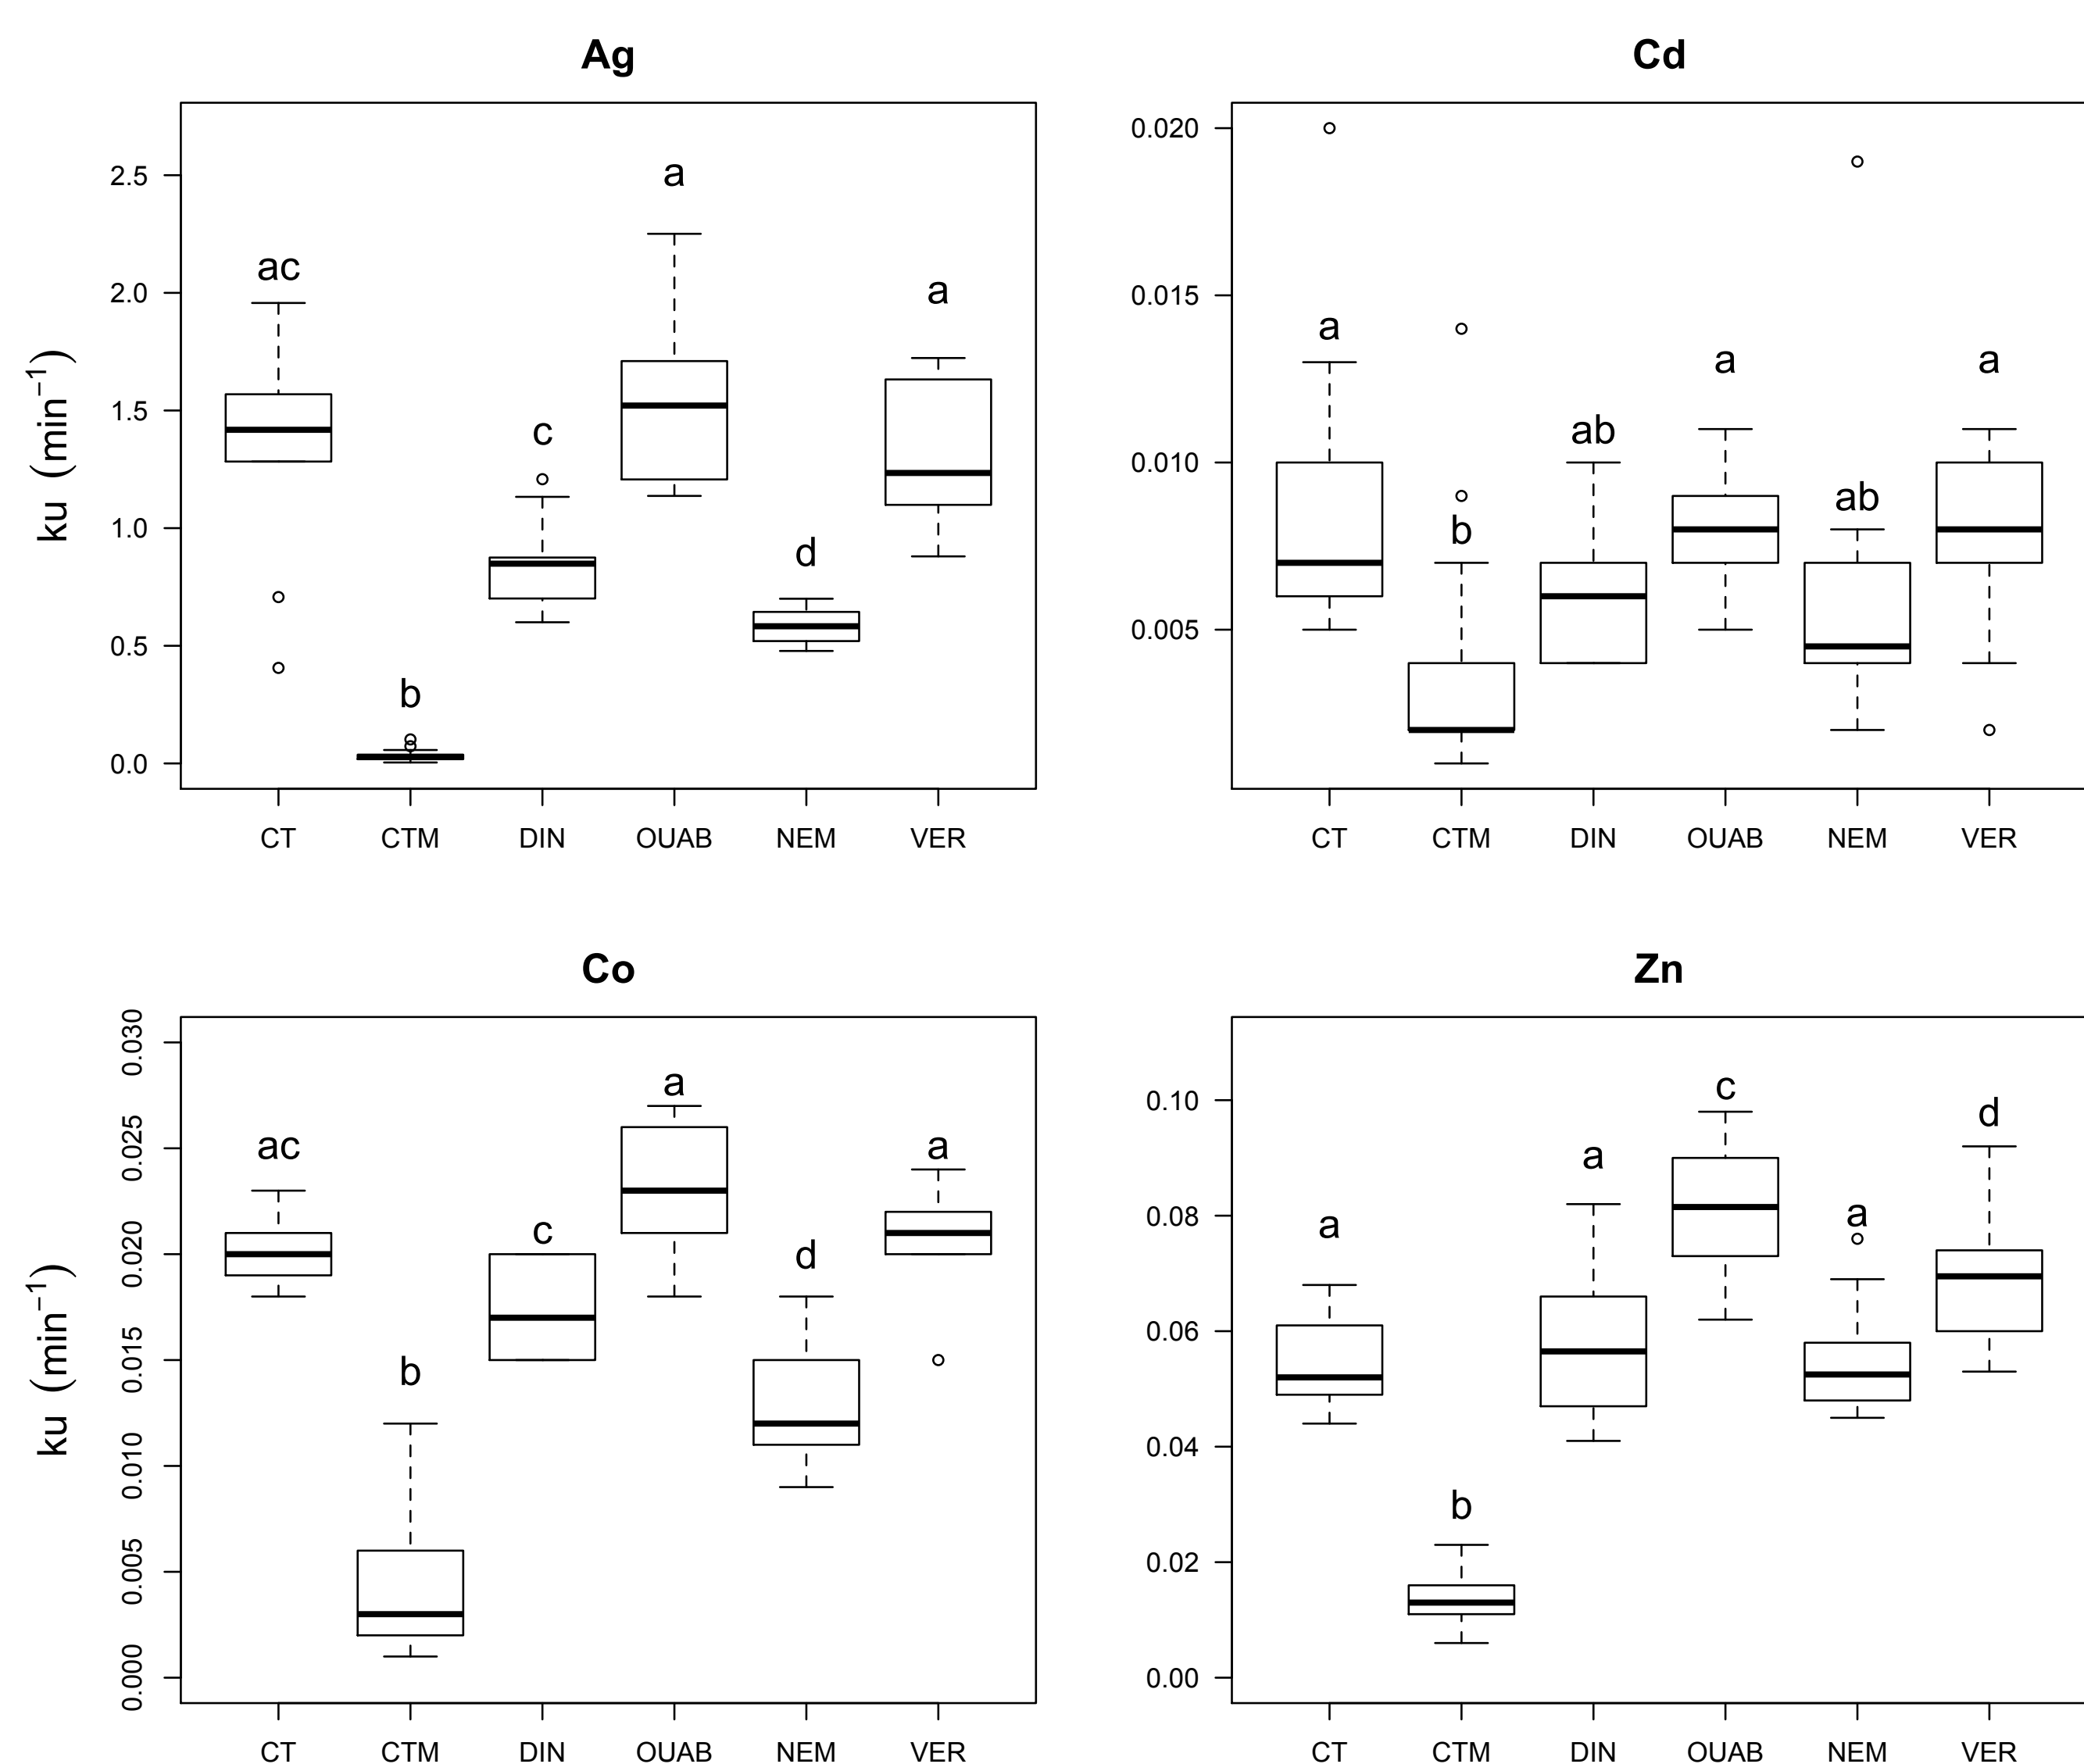 Ag
ku (min⁻¹)
2.5
2.0
1.5
1.0
0.5
0.0
ac
b
c
a
d
a
CT CTM DIN OUAB NEM VER
Cd
0.020
0.015
0.010
0.005
a
b
ab
a
ab
a
CT CTM DIN OUAB NEM VER
Co
ku (min⁻¹)
0.030
0.025
0.020
0.015
0.010
0.005
0.000
ac
b
c
a
d
a
CT CTM DIN OUAB NEM VER
Zn
0.10
0.08
0.06
0.04
0.02
0.00
a
b
a
c
a
d
CT CTM DIN OUAB NEM VER